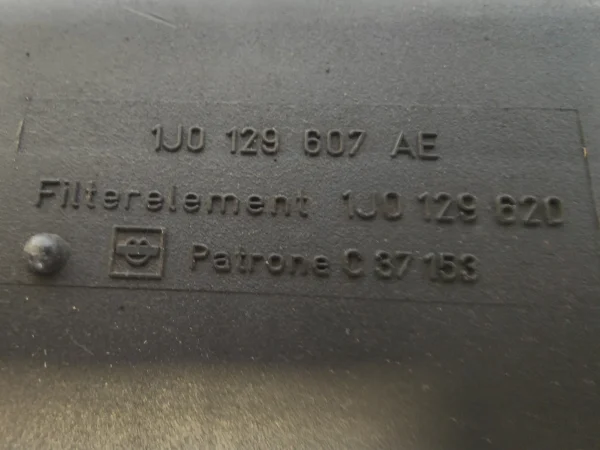 1J0 129 607 AE
Filterelement 1J0 129 620
Patrone C 37 153